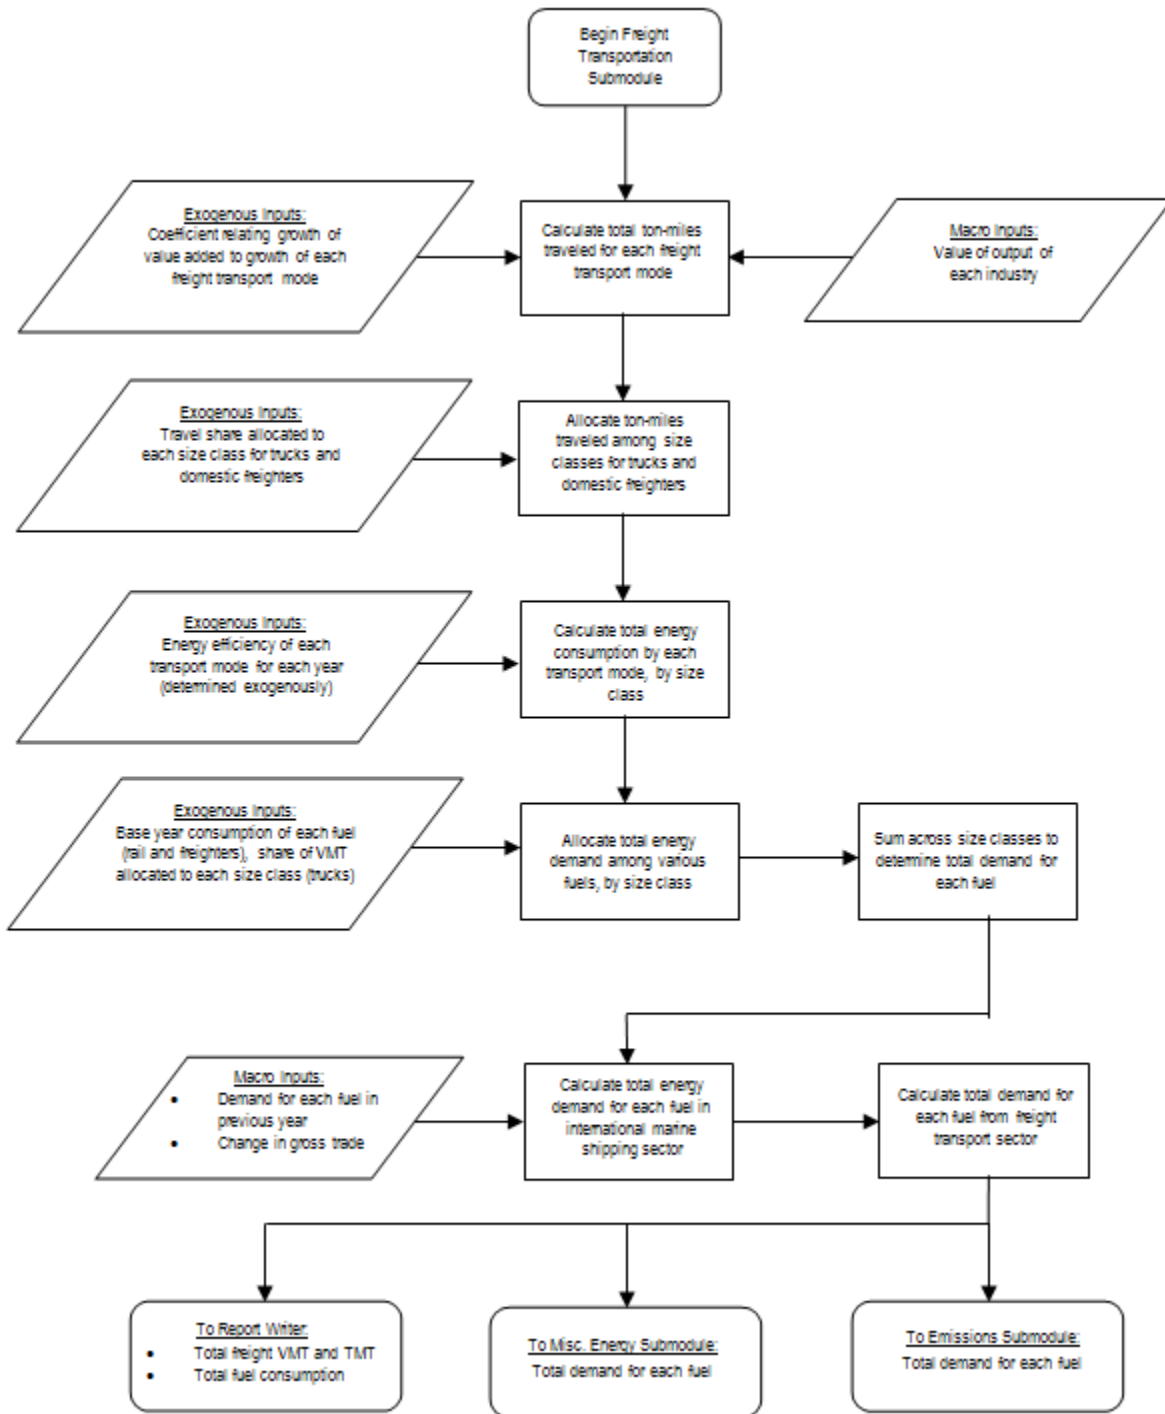 Begin Freight
Transportation
Submodule
Exogenous Inputs:
Coefficient relating growth of
value added to growth of each
freight transport mode
Calculate total ton-miles
traveled for each freight
transport mode
Macro Inputs:
Value of output of
each industry
Exogenous Inputs:
Travel share allocated to
each size class for trucks and
domestic freighters
Allocate ton-miles
traveled among size
classes for trucks and
domestic freighters
Exogenous Inputs:
Energy efficiency of each
transport mode for each year
(determined exogenously)
Calculate total energy
consumption by each
transport mode, by size
class
Exogenous Inputs:
Base year consumption of each fuel
(rail and freighters), share of VMT
allocated to each size class (trucks)
Allocate total energy
demand among various
fuels, by size class
Sum across size classes to
determine total demand for
each fuel
Macro Inputs:
• Demand for each fuel in
previous year
• Change in gross trade
Calculate total energy
demand for each fuel in
international marine
shipping sector
Calculate total demand for
each fuel from freight
transport sector
To Report Writer:
• Total freight VMT and TMT
• Total fuel consumption
To Misc. Energy Submodule:
Total demand for each fuel
To Emissions Submodule:
Total demand for each fuel